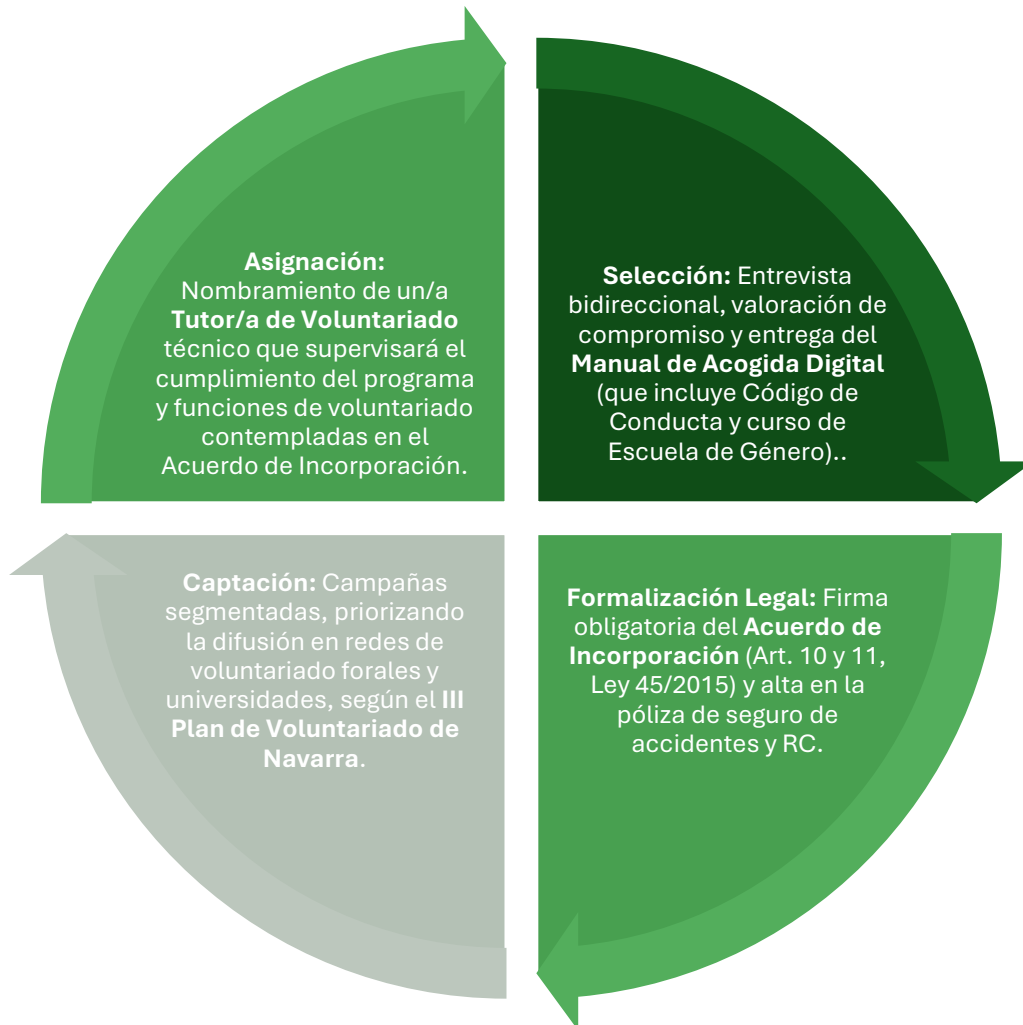 Asignación:
Nombramiento de un/a
Tutor/a de Voluntariado
técnico que supervisará el
cumplimiento del programa
y funciones de voluntariado
contempladas en el
Acuerdo de Incorporación.
Selección: Entrevista
bidireccional, valoración de
compromiso y entrega del
Manual de Acogida Digital
(que incluye Código de
Conducta y curso de
Escuela de Género)..
Captación: Campañas
segmentadas, priorizando
la difusión en redes de
voluntariado forales y
universidades, según el III
Plan de Voluntariado de
Navarra.
Formalización Legal: Firma
obligatoria del Acuerdo de
Incorporación (Art. 10 y 11,
Ley 45/2015) y alta en la
póliza de seguro de
accidentes y RC.